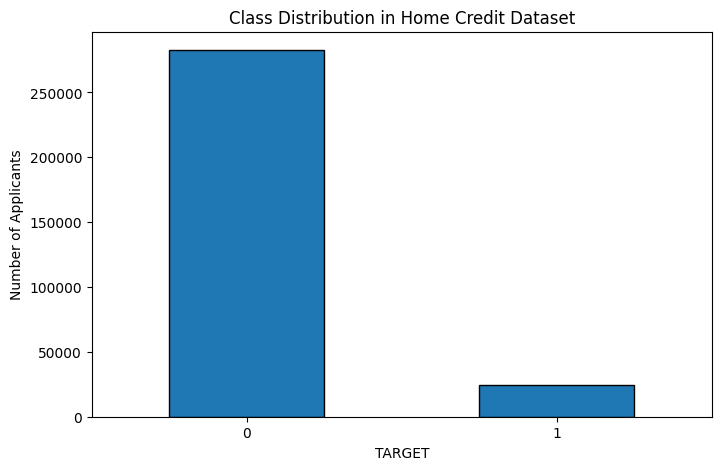 Class Distribution in Home Credit Dataset
Number of Applicants
250000
200000
150000
100000
50000
0
0
1
TARGET